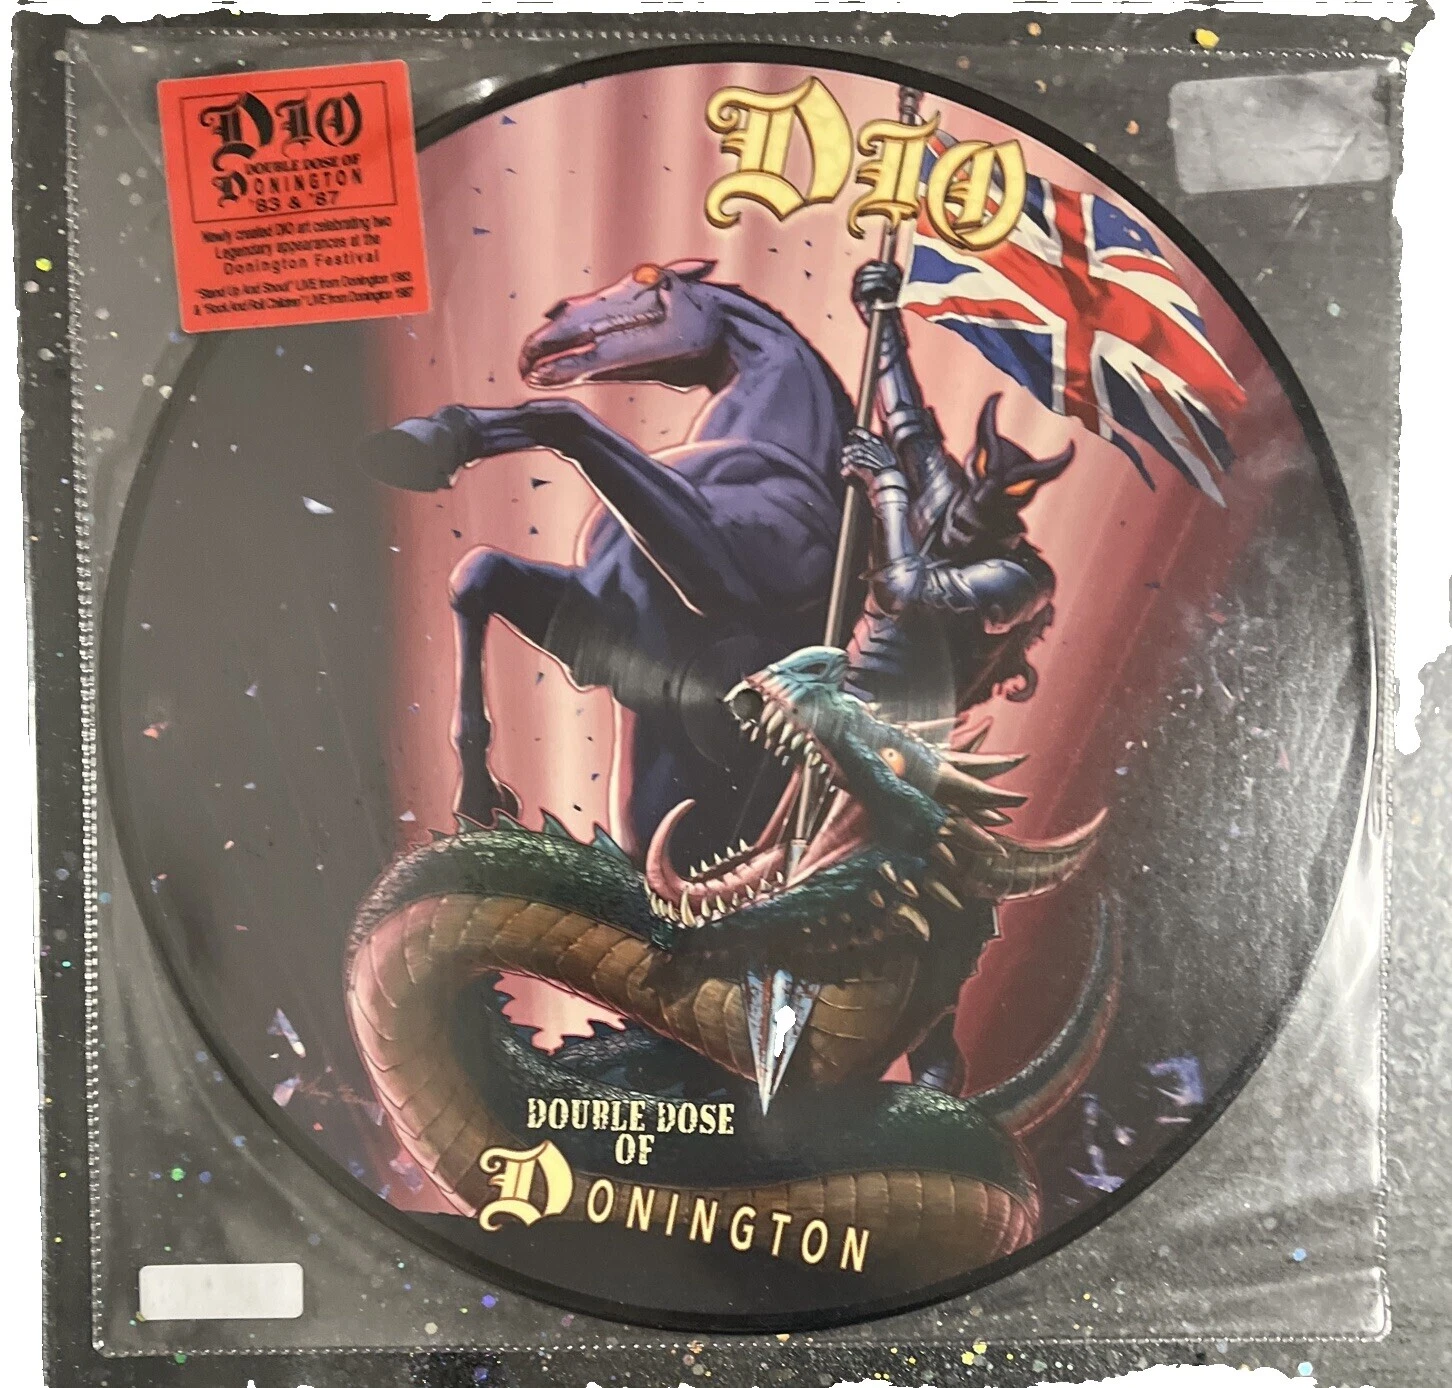 DIO
DOUBLE DOSE OF
DONINGTON
'83 & '87
Newly created DIO art celebrating two
Legendary appearances at the
Donington Festival
"Stand Up And Shout" LIVE from Donington 1983
& "Rock And Roll Children" LIVE from Donington 1987
DIO
DOUBLE DOSE
OF
DONINGTON